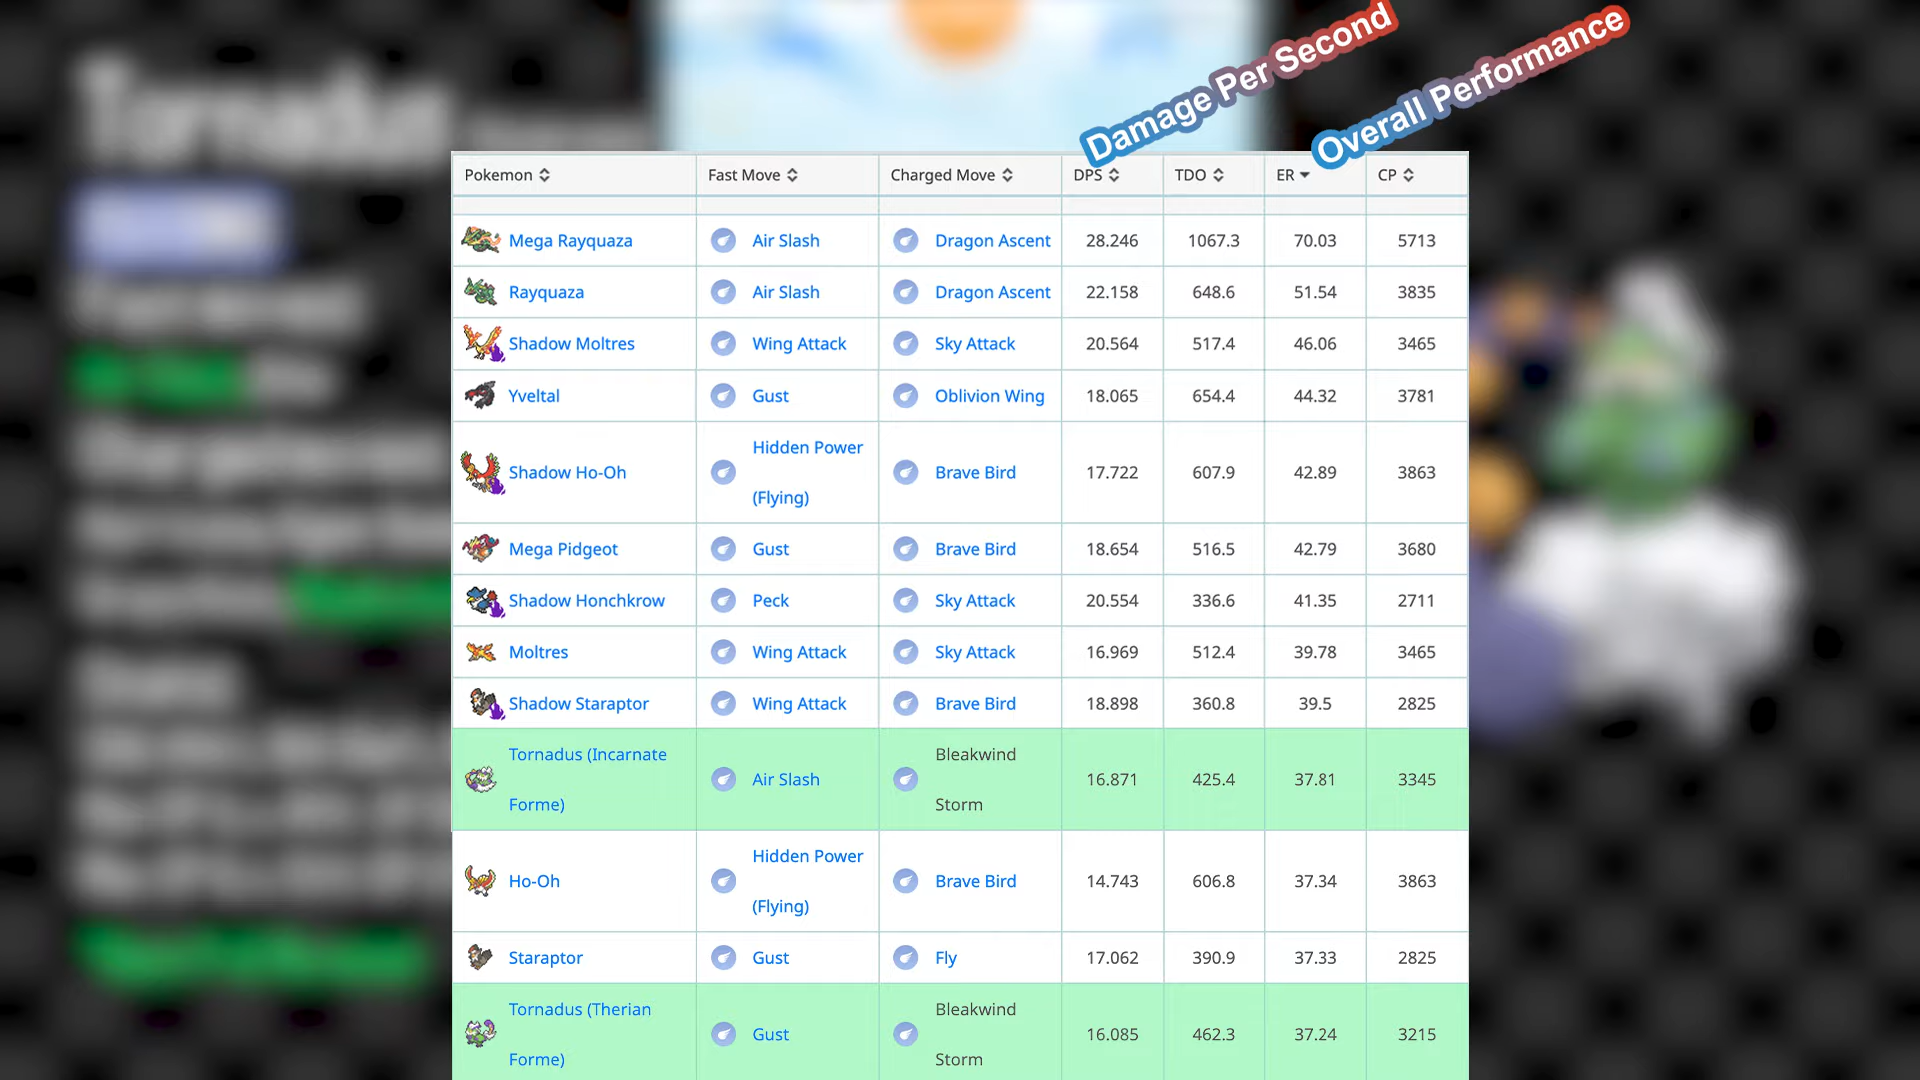 Damage Per Second
Overall Performance
Pokemon Fast Move Charged Move DPS TDO ER CP
Mega Rayquaza Air Slash Dragon Ascent 28.246 1067.3 70.03 5713
Rayquaza Air Slash Dragon Ascent 22.158 648.6 51.54 3835
Shadow Moltres Wing Attack Sky Attack 20.564 517.4 46.06 3465
Yveltal Gust Oblivion Wing 18.065 654.4 44.32 3781
Hidden Power
Shadow Ho-Oh Brave Bird 17.722 607.9 42.89 3863
(Flying)
Mega Pidgeot Gust Brave Bird 18.654 516.5 42.79 3680
Shadow Honchkrow Peck Sky Attack 20.554 336.6 41.35 2711
Moltres Wing Attack Sky Attack 16.969 512.4 39.78 3465
Shadow Staraptor Wing Attack Brave Bird 18.898 360.8 39.5 2825
Tornadus (Incarnate Bleakwind
Air Slash 16.871 425.4 37.81 3345
Forme) Storm
Hidden Power
Ho-Oh Brave Bird 14.743 606.8 37.34 3863
(Flying)
Staraptor Gust Fly 17.062 390.9 37.33 2825
Tornadus (Therian Bleakwind
Gust 16.085 462.3 37.24 3215
Forme) Storm